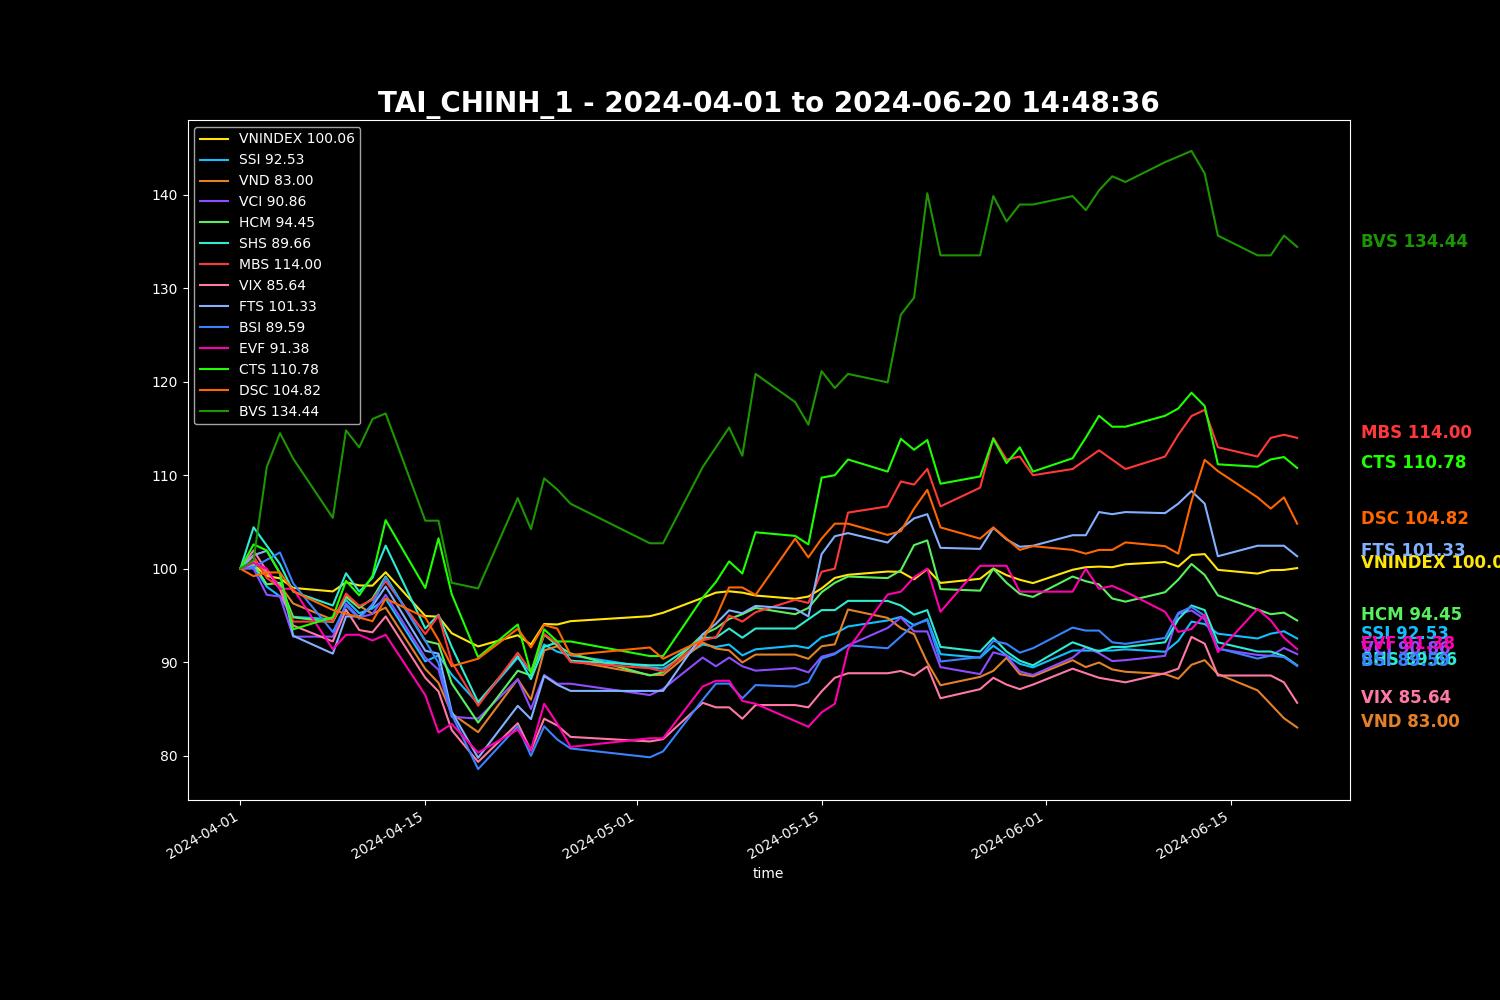 TAI_CHINH_1 - 2024-04-01 to 2024-06-20 14:48:36
VNINDEX 100.06
SSI 92.53
VND 83.00
VCI 90.86
HCM 94.45
SHS 89.66
MBS 114.00
VIX 85.64
FTS 101.33
BSI 89.59
EVF 91.38
CTS 110.78
DSC 104.82
BVS 134.44
140
130
120
110
100
90
80
BVS 134.44
MBS 114.00
CTS 110.78
DSC 104.82
FTS 101.33
VNINDEX 100.0
HCM 94.45
SSI 92.53
VIX 85.64
VND 83.00
2024-04-01
2024-04-15
2024-05-01
2024-05-15
2024-06-01
2024-06-15
time